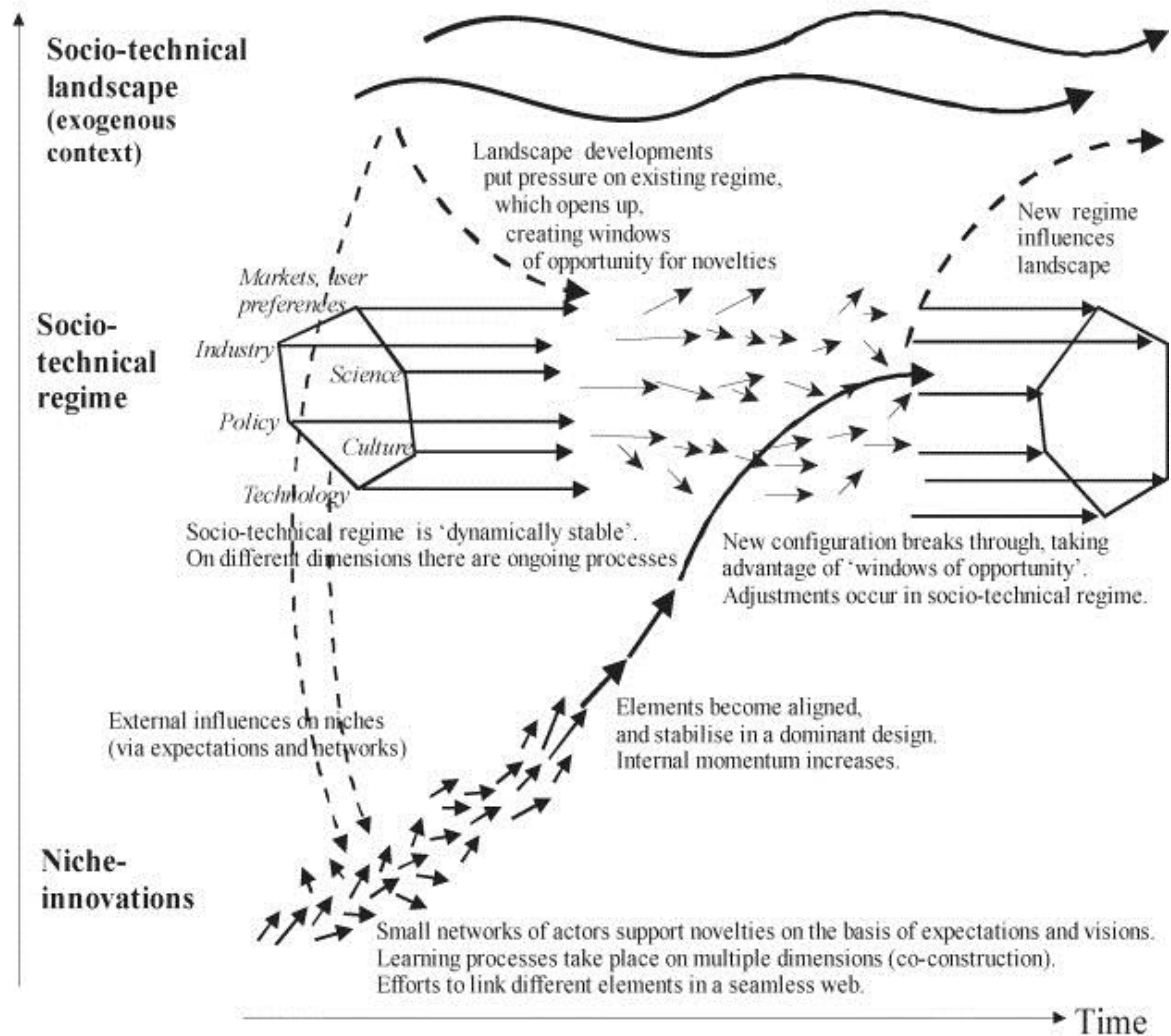 Socio-technical
landscape
(exogenous
context)
Landscape developments
put pressure on existing regime,
which opens up,
creating windows
of opportunity for novelties
New regime
influences
landscape
Markets, user
preferences
Socio-
technical
regime
Industry
Science
Policy
Culture
Technology
Socio-technical regime is ‘dynamically stable’.
On different dimensions there are ongoing processes
New configuration breaks through, taking
advantage of ‘windows of opportunity’.
Adjustments occur in socio-technical regime.
External influences on niches
(via expectations and networks)
Elements become aligned,
and stabilise in a dominant design.
Internal momentum increases.
Niche-
innovations
Small networks of actors support novelties on the basis of expectations and visions.
Learning processes take place on multiple dimensions (co-construction).
Efforts to link different elements in a seamless web.
Time